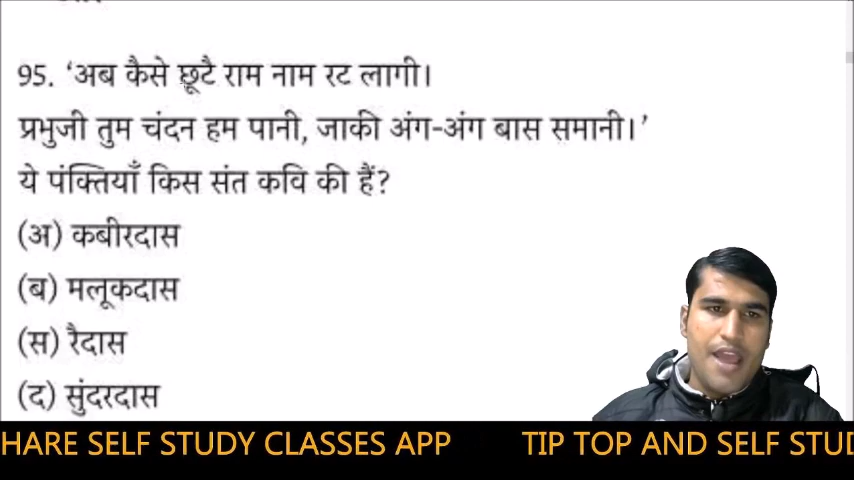 95. ‘अब कैसे छूटै राम नाम रट लागी।
प्रभुजी तुम चंदन हम पानी, जाकी अंग-अंग बास समानी।’
ये पंक्तियाँ किस संत कवि की हैं?
(अ) कबीरदास
(ब) मलूकदास
(स) रैदास
(द) सुंदरदास
HARE SELF STUDY CLASSES APP TIP TOP AND SELF STUD